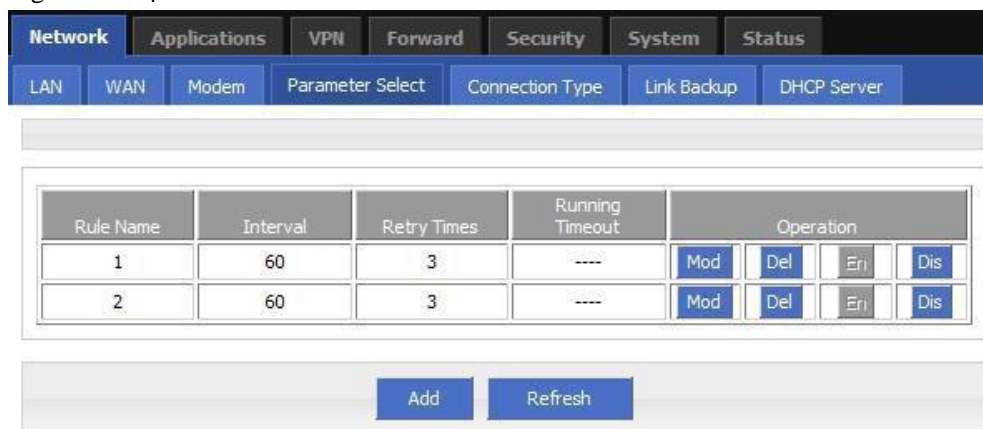 Network Applications VPN Forward Security System Status
LAN WAN Modem Parameter Select Connection Type Link Backup DHCP Server
Rule Name Interval Retry Times Running Timeout Operation
1 60 3 ---- Mod Del En Dis
2 60 3 ---- Mod Del En Dis
Add Refresh